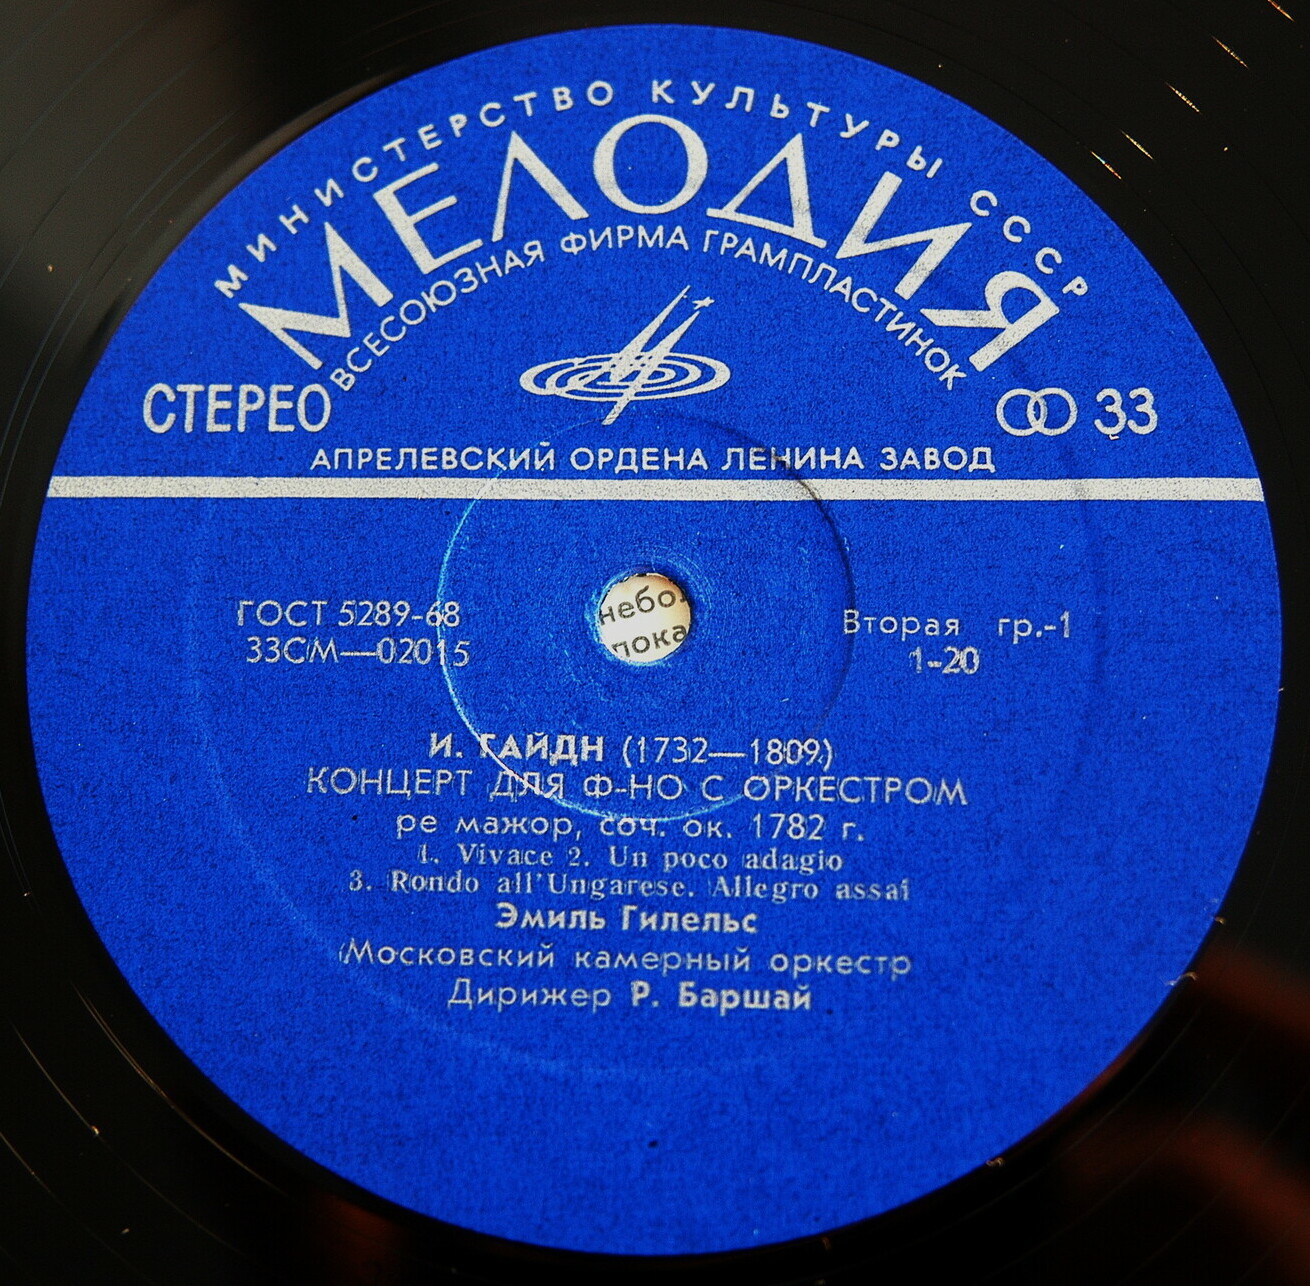 МИНИСТЕРСТВО КУЛЬТУРЫ СССР
МЕЛОДИЯ
ВСЕСОЮЗНАЯ ФИРМА ГРАМПЛАСТИНОК
СТЕРЕО
33
АПРЕЛЕВСКИЙ ОРДЕНА ЛЕНИНА ЗАВОД
ГОСТ 5289-68
33СМ—02015
небо
пока
Вторая гр.-1
1-20
И. ГАЙДН (1732—1809)
КОНЦЕРТ ДЛЯ Ф-НО С ОРКЕСТРОМ
ре мажор, соч. ок. 1782 г.
1. Vivace 2. Un poco adagio
3. Rondo all'Ungarese. Allegro assai
Эмиль Гилельс
Московский камерный оркестр
Дирижер Р. Баршай